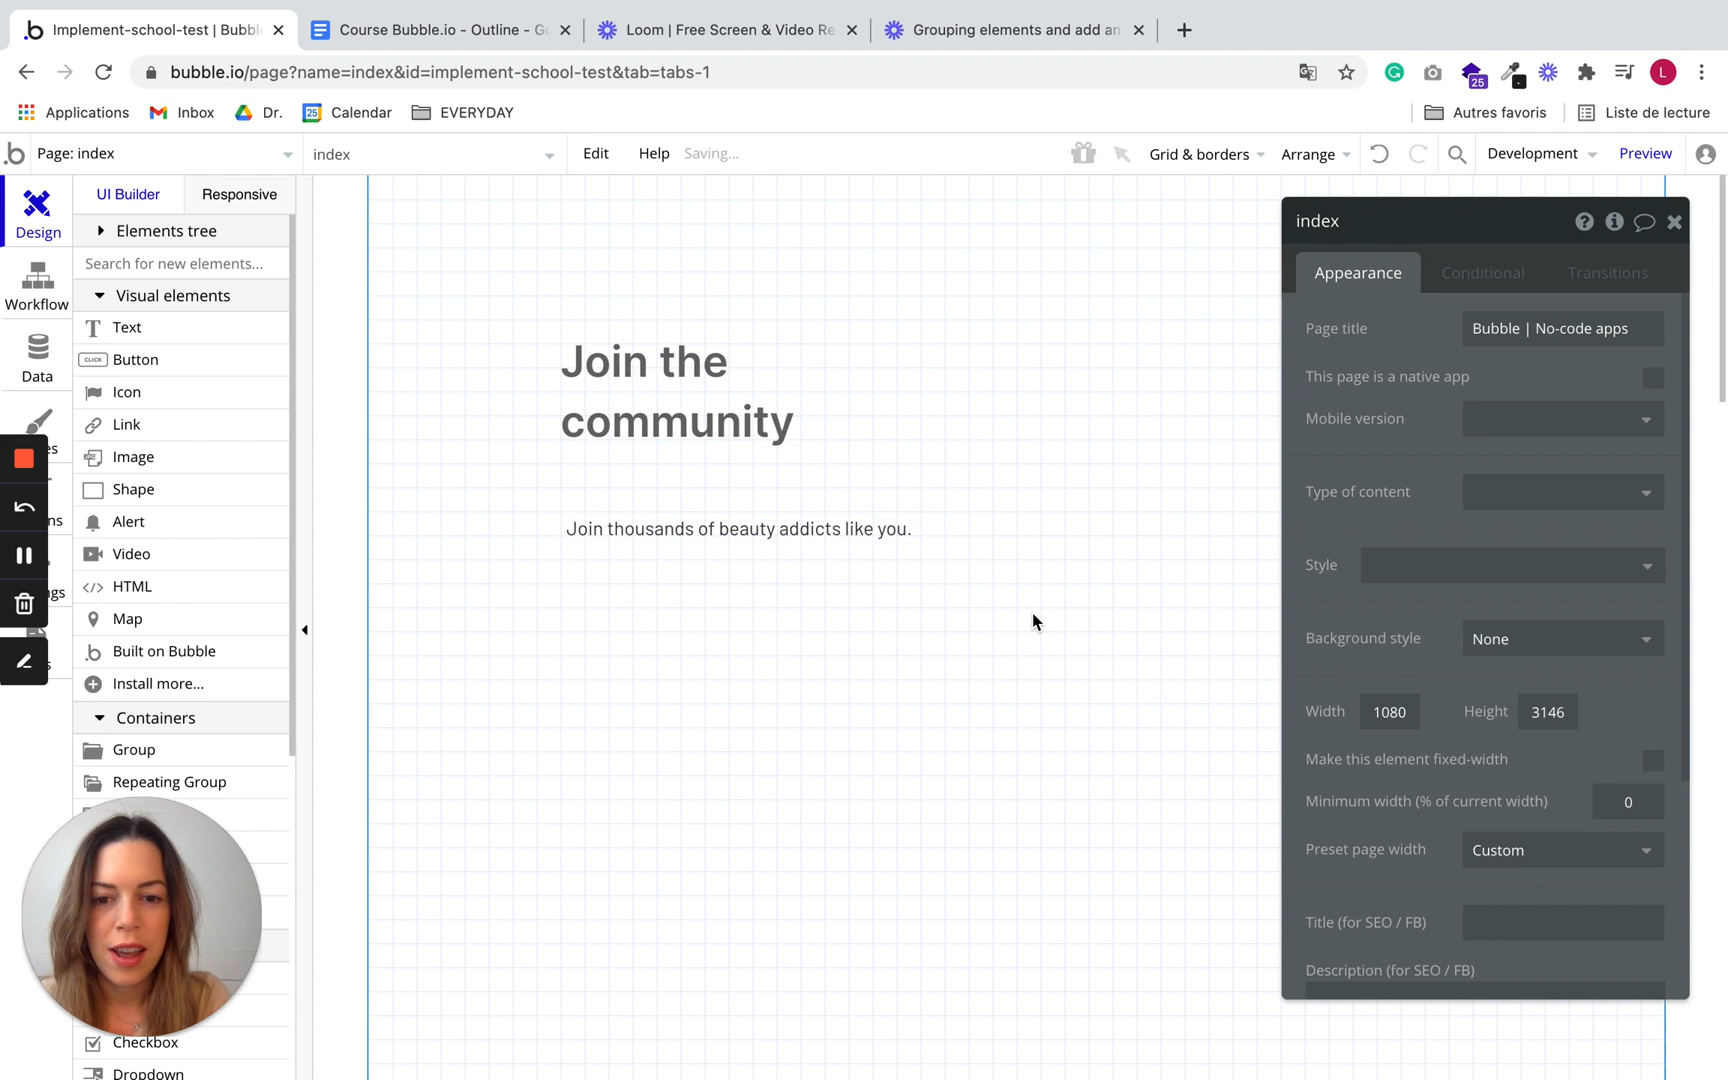 Implement-school-test | Bubbl
Course Bubble.io - Outline - Go
Loom | Free Screen & Video Re
Grouping elements and add an
bubble.io/page?name=index&id=implement-school-test&tab=tabs-1
25
L
Applications
Inbox
Dr.
25
Calendar
EVERYDAY
Autres favoris
Liste de lecture
Page: index
index
Edit
Help
Saving...
Grid & borders
Arrange
Development
Preview
Design
Workflow
Data
es
ns
gs
s
UI Builder
Responsive
Elements tree
Search for new elements...
Visual elements
Text
CLICK
Button
Icon
Link
Image
Shape
Alert
Video
HTML
Map
Built on Bubble
Install more...
Containers
Group
Repeating Group
Checkbox
Dropdown
Join the
community
Join thousands of beauty addicts like you.
index
Appearance
Conditional
Transitions
Page title
Bubble | No-code apps
This page is a native app
Mobile version
Type of content
Style
Background style
None
Width
1080
Height
3146
Make this element fixed-width
Minimum width (% of current width)
0
Preset page width
Custom
Title (for SEO / FB)
Description (for SEO / FB)